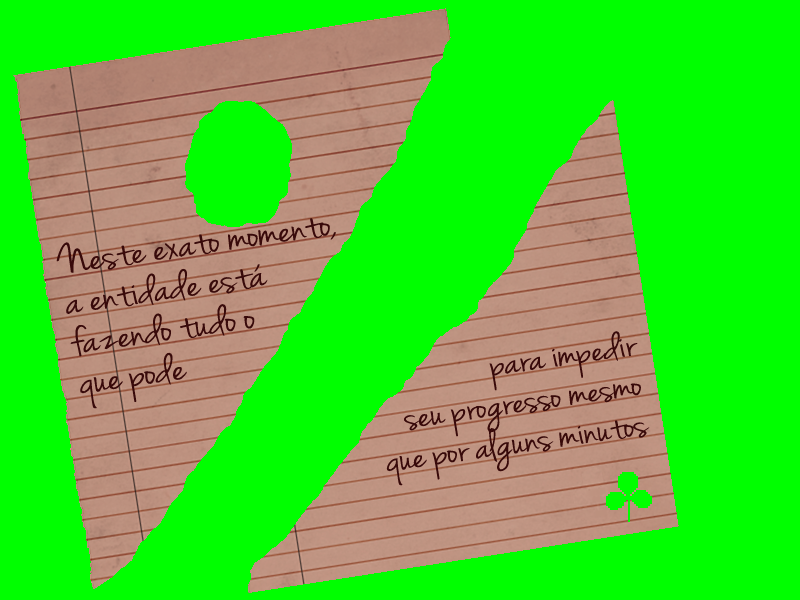 Neste exato momento,
a entidade está
fazendo tudo o
que pode
para impedir
seu progresso mesmo
que por alguns minutos